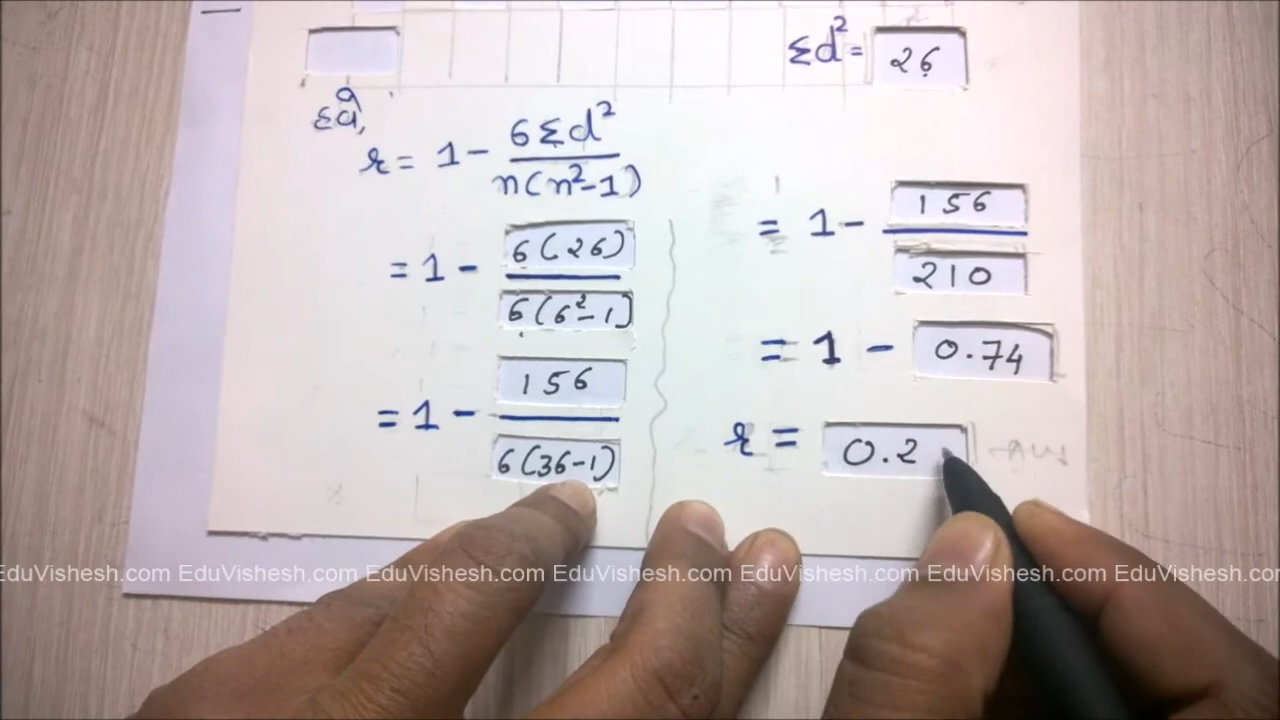 Σd² = 26
Eq,
r = 1 - 6Σd² / n(n²-1)
= 1 - 6(26) / 6(6²-1)
= 1 - 156 / 6(36-1)
= 1 - 156 / 210
= 1 - 0.74
r = 0.2 Ans
EduVishesh.com EduVishesh.com EduVishesh.com EduVishesh.com EduVishesh.com EduVishesh.com EduVishesh.com